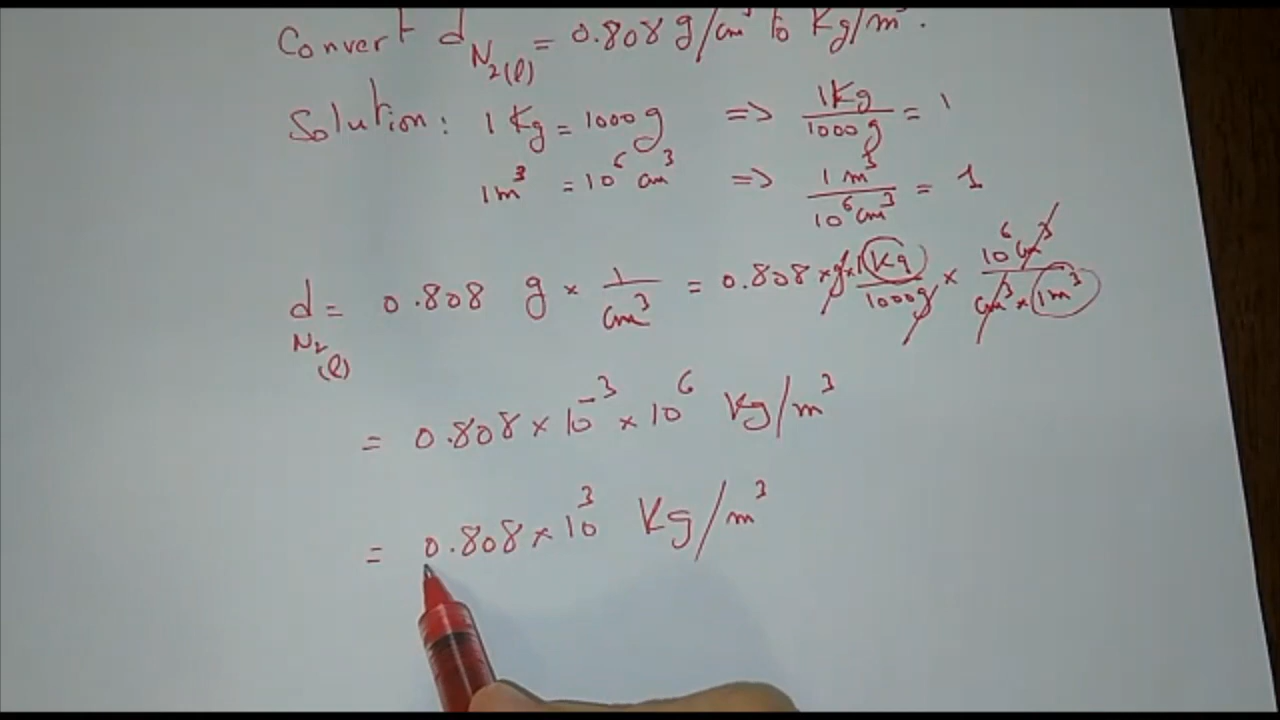 Convert d N₂(l) = 0.808 g/cm³ to Kg/m³.
Solution: 1 Kg = 1000g => 1Kg/1000g = 1
1m³ = 10⁶ cm³ => 1m³/10⁶cm³ = 1
d N₂(l) = 0.808 g × 1/cm³ = 0.808 × g × 1Kg/1000g × 10⁶cm³/cm³ × 1m³
= 0.808 × 10⁻³ × 10⁶ Kg/m³
= 0.808 × 10³ Kg/m³